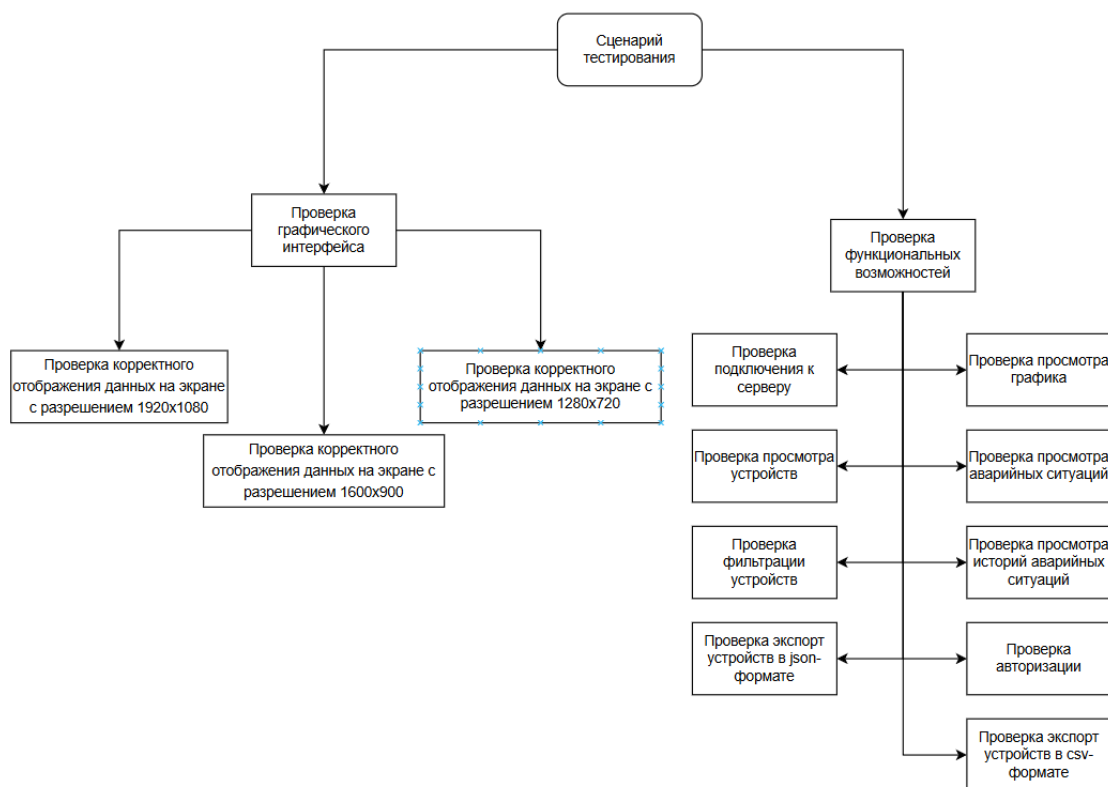 Сценарий
тестирования
Проверка
графического
интерфейса
Проверка
функциональных
возможностей
Проверка корректного
отображения данных на экране
с разрешением 1920x1080
Проверка корректного
отображения данных на экране с
разрешением 1280x720
Проверка корректного
отображения данных на экране с
разрешением 1600x900
Проверка
подключения к
серверу
Проверка просмотра
графика
Проверка просмотра
устройств
Проверка просмотра
аварийных ситуаций
Проверка
фильтрации
устройств
Проверка просмотра
историй аварийных
ситуаций
Проверка экспорт
устройств в json-
формате
Проверка
авторизации
Проверка экспорт
устройств в csv-
формате